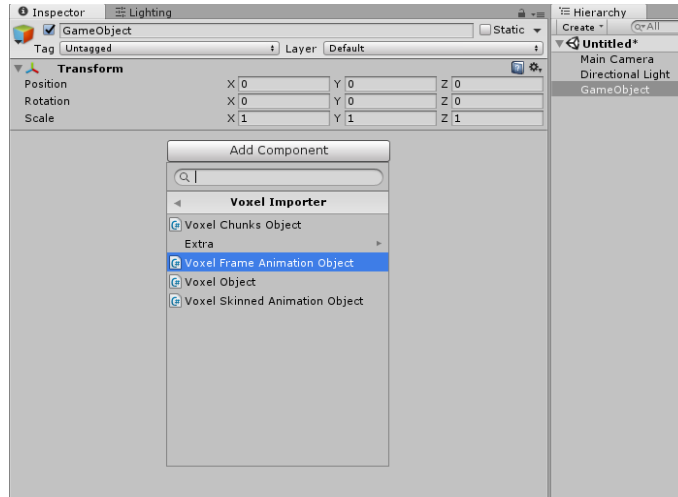 Inspector Lighting
GameObject Static
Tag Untagged Layer Default
Transform
Position X 0 Y 0 Z 0
Rotation X 0 Y 0 Z 0
Scale X 1 Y 1 Z 1
Add Component
Voxel Importer
Voxel Chunks Object
Extra
Voxel Frame Animation Object
Voxel Object
Voxel Skinned Animation Object
Hierarchy
Create All
Untitled*
Main Camera
Directional Light
GameObject